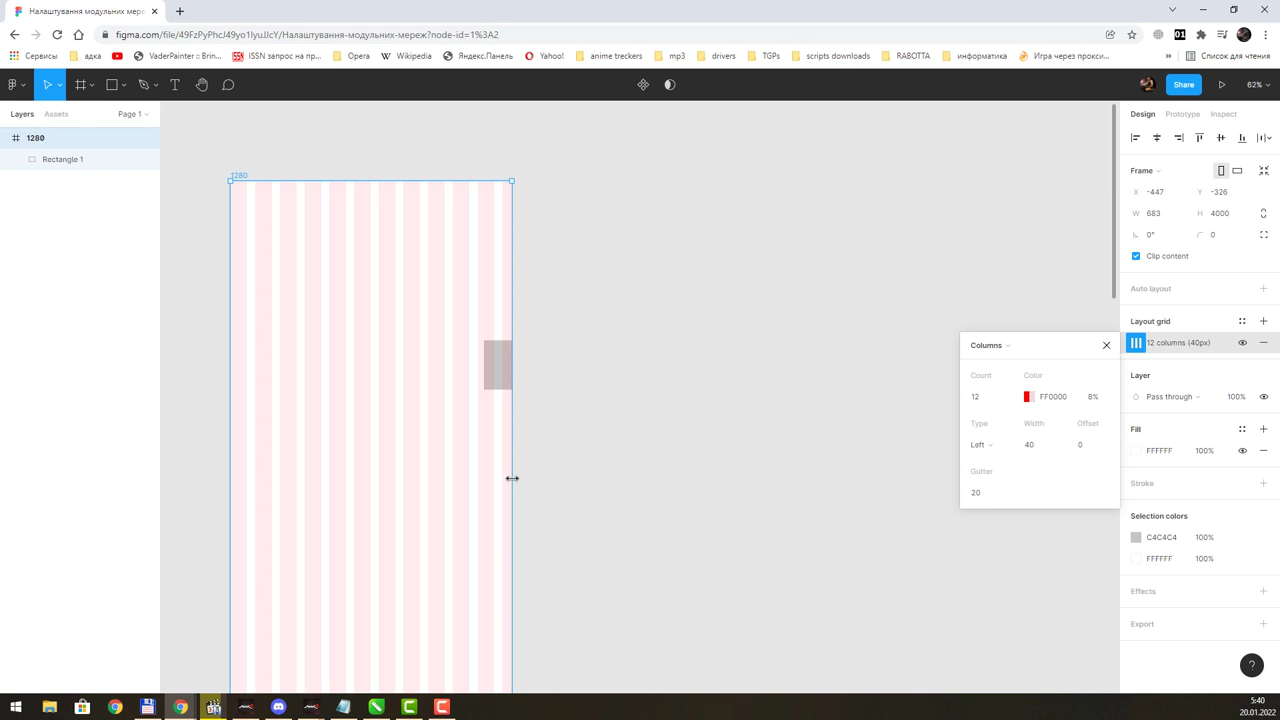 Налаштування модульних мереж
figma.com/file/49FzPyPhcJ49yo1IyuJJcY/Налаштування-модульних-мереж?node-id=1%3A2
Сервисы
адка
VaderPainter :: Brin...
ISSN запрос на пр...
Opera
Wikipedia
Яндекс.Панель
Yahoo!
anime treckers
mp3
drivers
TGPs
scripts downloads
RABOTTA
информатика
Игра через прокси...
»
Список для чтения
01
Share
62%
Layers
Assets
Page 1
1280
Rectangle 1
1280
Design
Prototype
Inspect
Frame
X -447
Y -326
W 683
H 4000
0°
0
Clip content
Auto layout
Layout grid
12 columns (40px)
Layer
Pass through
100%
Fill
FFFFFF
100%
Stroke
Selection colors
C4C4C4
100%
FFFFFF
100%
Effects
Export
Columns
Count
Color
12
FF0000
8%
Type
Width
Offset
Left
40
0
Gutter
20
?
5:40
20.01.2022